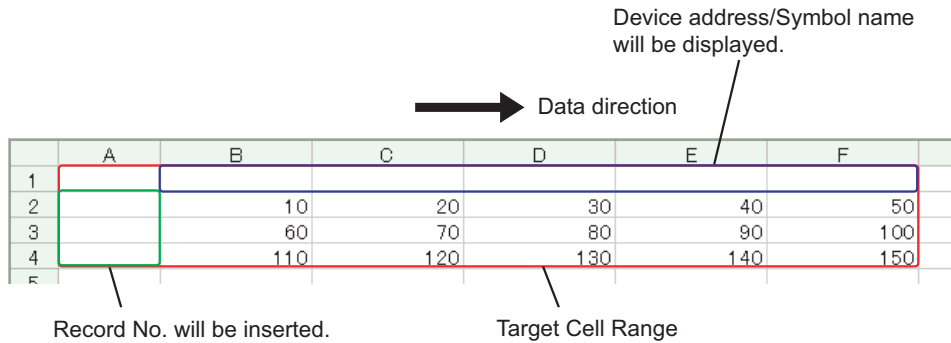 Device address/Symbol name
will be displayed.
Data direction
A B C D E F
1
2 10 20 30 40 50
3 60 70 80 90 100
4 110 120 130 140 150
5
Record No. will be inserted.
Target Cell Range